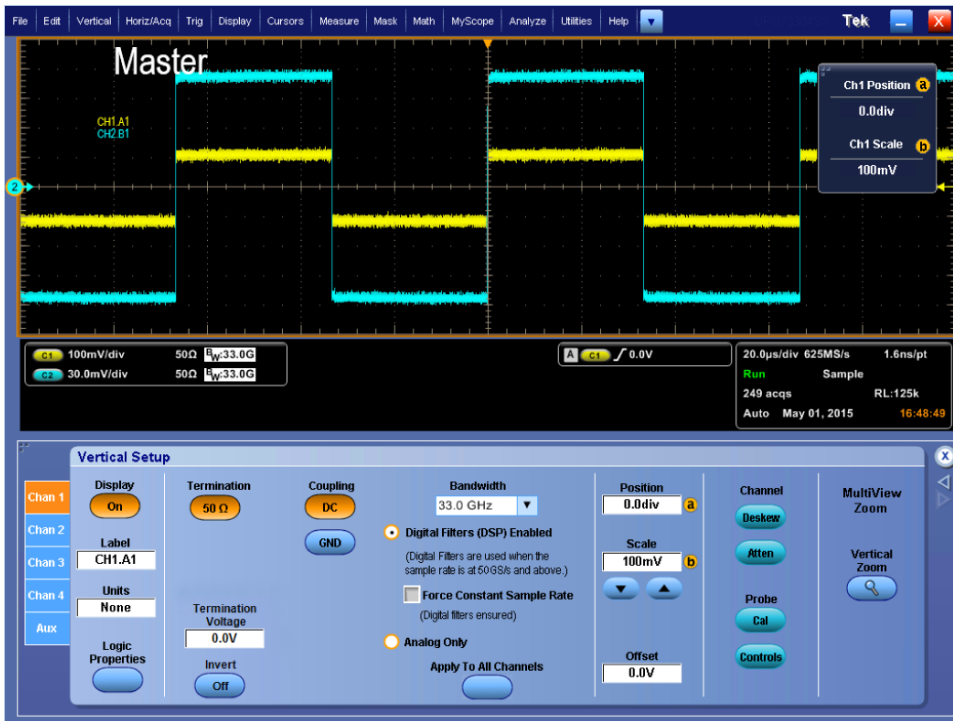 File Edit Vertical Horiz/Acq Trig Display Cursors Measure Mask Math MyScope Analyze Utilities Help Tek X
Master
CH1.A1
CH2.B1
2
Ch1 Position a
0.0div
Ch1 Scale b
100mV
C1 100mV/div 50Ω BW:33.0G
C2 30.0mV/div 50Ω BW:33.0G
A C1 0.0V
20.0µs/div 625MS/s 1.6ns/pt
Run Sample
249 acqs RL:125k
Auto May 01, 2015 16:48:49
Vertical Setup X
Chan 1
Chan 2
Chan 3
Chan 4
Aux
Display
On
Label
CH1.A1
Units
None
Logic
Properties
Termination
50 Ω
Termination
Voltage
0.0V
Invert
Off
Coupling
DC
GND
Bandwidth
33.0 GHz
Digital Filters (DSP) Enabled
(Digital Filters are used when the
sample rate is at 50GS/s and above.)
Force Constant Sample Rate
(Digital filters ensured)
Analog Only
Apply To All Channels
Position
0.0div a
Scale
100mV b
Offset
0.0V
Channel
Deskew
Atten
Probe
Cal
Controls
MultiView
Zoom
Vertical
Zoom